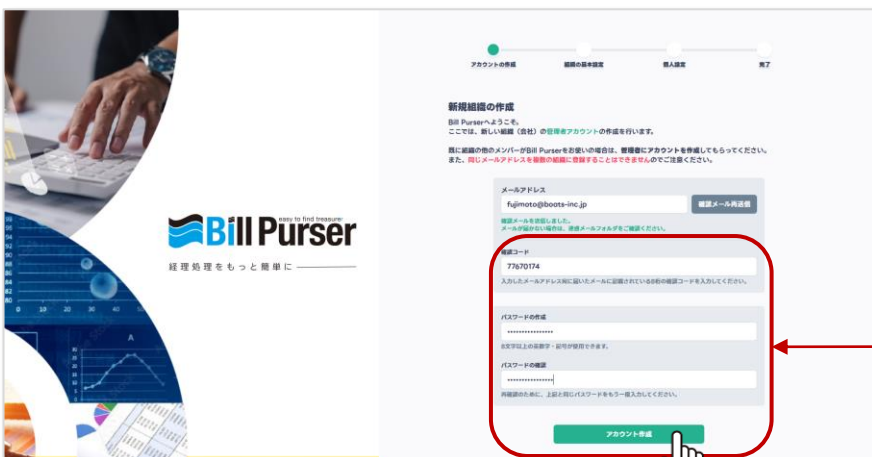 アカウントの作成
組織の基本設定
個人設定
完了
新規組織の作成
Bill Purserへようこそ。
ここでは、新しい組織（会社）の管理者アカウントの作成を行います。
既に組織の他のメンバーがBill Purserをお使いの場合は、管理者にアカウントを作成してもらってください。
また、同じメールアドレスを複数の組織に登録することはできませんのでご注意ください。
easy to find treasure
Bill Purser
経理処理をもっと簡単に
メールアドレス
fujimoto@boots-inc.jp
確認メール再送信
確認メールを送信しました。
メールが届かない場合は、迷惑メールフォルダをご確認ください。
確認コード
77670174
入力したメールアドレス宛に届いたメールに記載されている8桁の確認コードを入力してください。
パスワードの作成
8文字以上の英数字・記号が使用できます。
パスワードの確認
再確認のために、上記と同じパスワードをもう一度入力してください。
アカウント作成